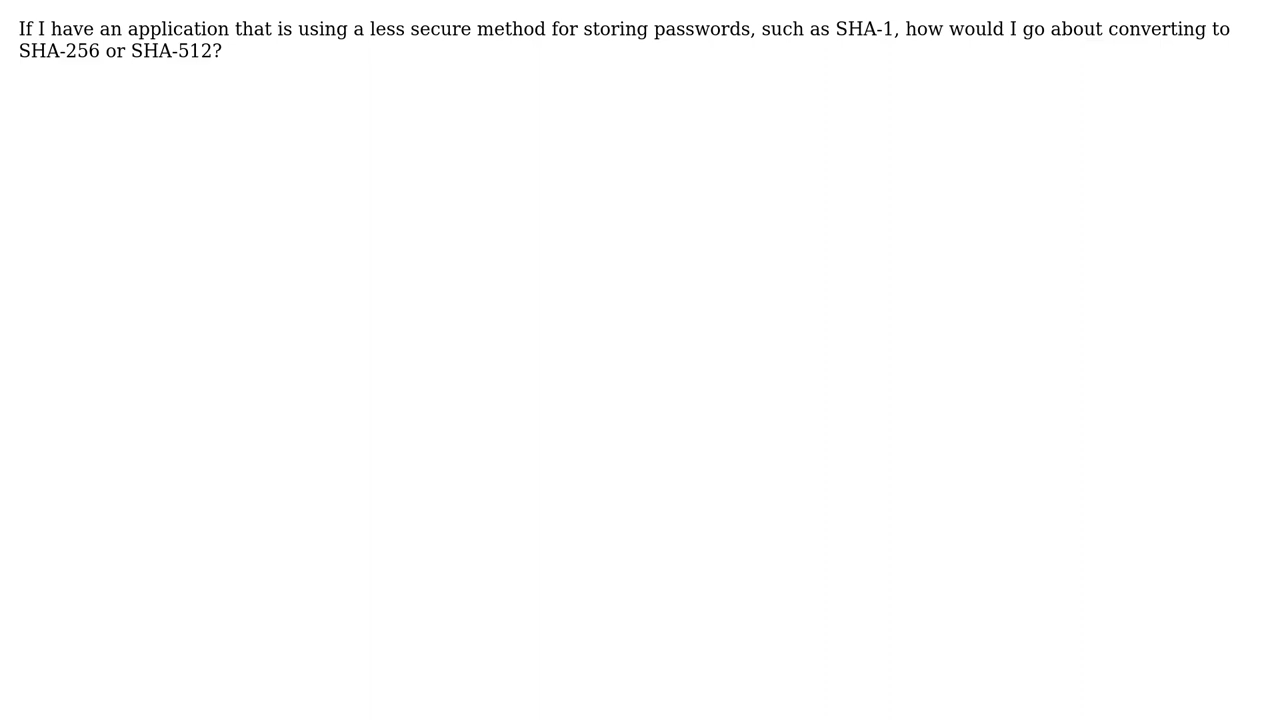 If I have an application that is using a less secure method for storing passwords, such as SHA-1, how would I go about converting to
SHA-256 or SHA-512?